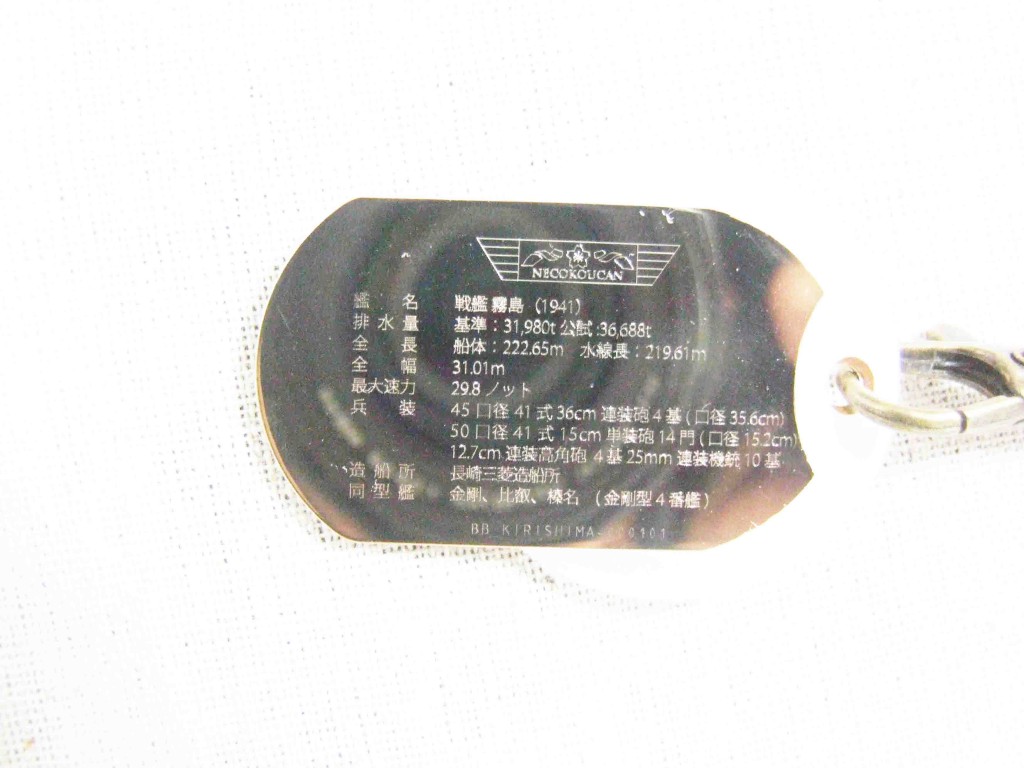 NECOKOUCAN
艦 名 戦艦 霧島 (1941)
排 水 量 基準:31,980t 公試:36,688t
全 長 船体:222.65m 水線長:219.61m
全 幅 31.01m
最大速力 29.8 ノット
兵 装 45 口径 41 式 36cm 連装砲 4 基 (口径 35.6cm)
50 口径 41 式 15cm 単装砲 14 門 (口径 15.2cm)
12.7cm 連装高角砲 4 基 25mm 連装機銃 10 基
造 船 所 長崎三菱造船所
同 型 艦 金剛、比叡、榛名 (金剛型 4 番艦)
BB_KIRISHIMA